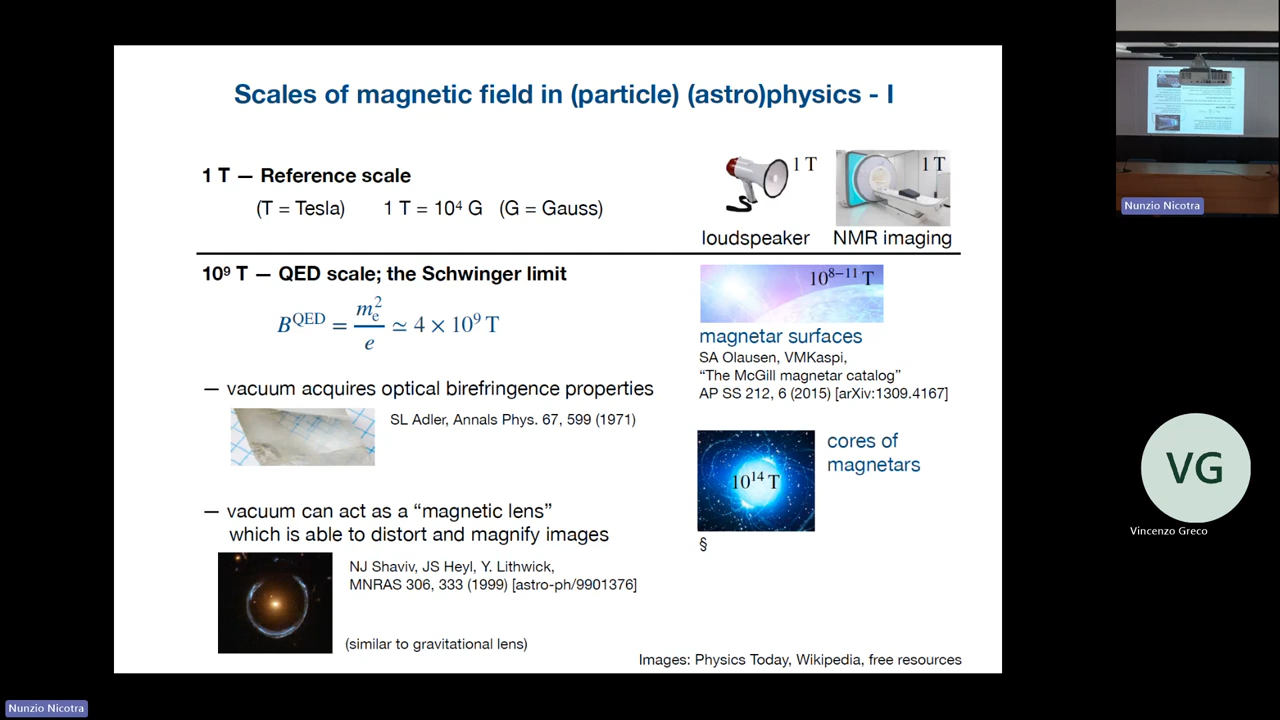 Scales of magnetic field in (particle) (astro)physics - I
1 T — Reference scale
(T = Tesla) 1 T = 10⁴ G (G = Gauss)
1 T
loudspeaker
1 T
NMR imaging
10⁹ T — QED scale; the Schwinger limit
B^QED = m_e^2 / e ≃ 4 × 10⁹ T
— vacuum acquires optical birefringence properties
SL Adler, Annals Phys. 67, 599 (1971)
— vacuum can act as a “magnetic lens”
which is able to distort and magnify images
NJ Shaviv, JS Heyl, Y. Lithwick,
MNRAS 306, 333 (1999) [astro-ph/9901376]
(similar to gravitational lens)
10⁸⁻¹¹ T
magnetar surfaces
SA Olausen, VMKaspi,
“The McGill magnetar catalog”
AP SS 212, 6 (2015) [arXiv:1309.4167]
10¹⁴ T
cores of
magnetars
§
Images: Physics Today, Wikipedia, free resources
Nunzio Nicotra
VG
Vincenzo Greco
Nunzio Nicotra